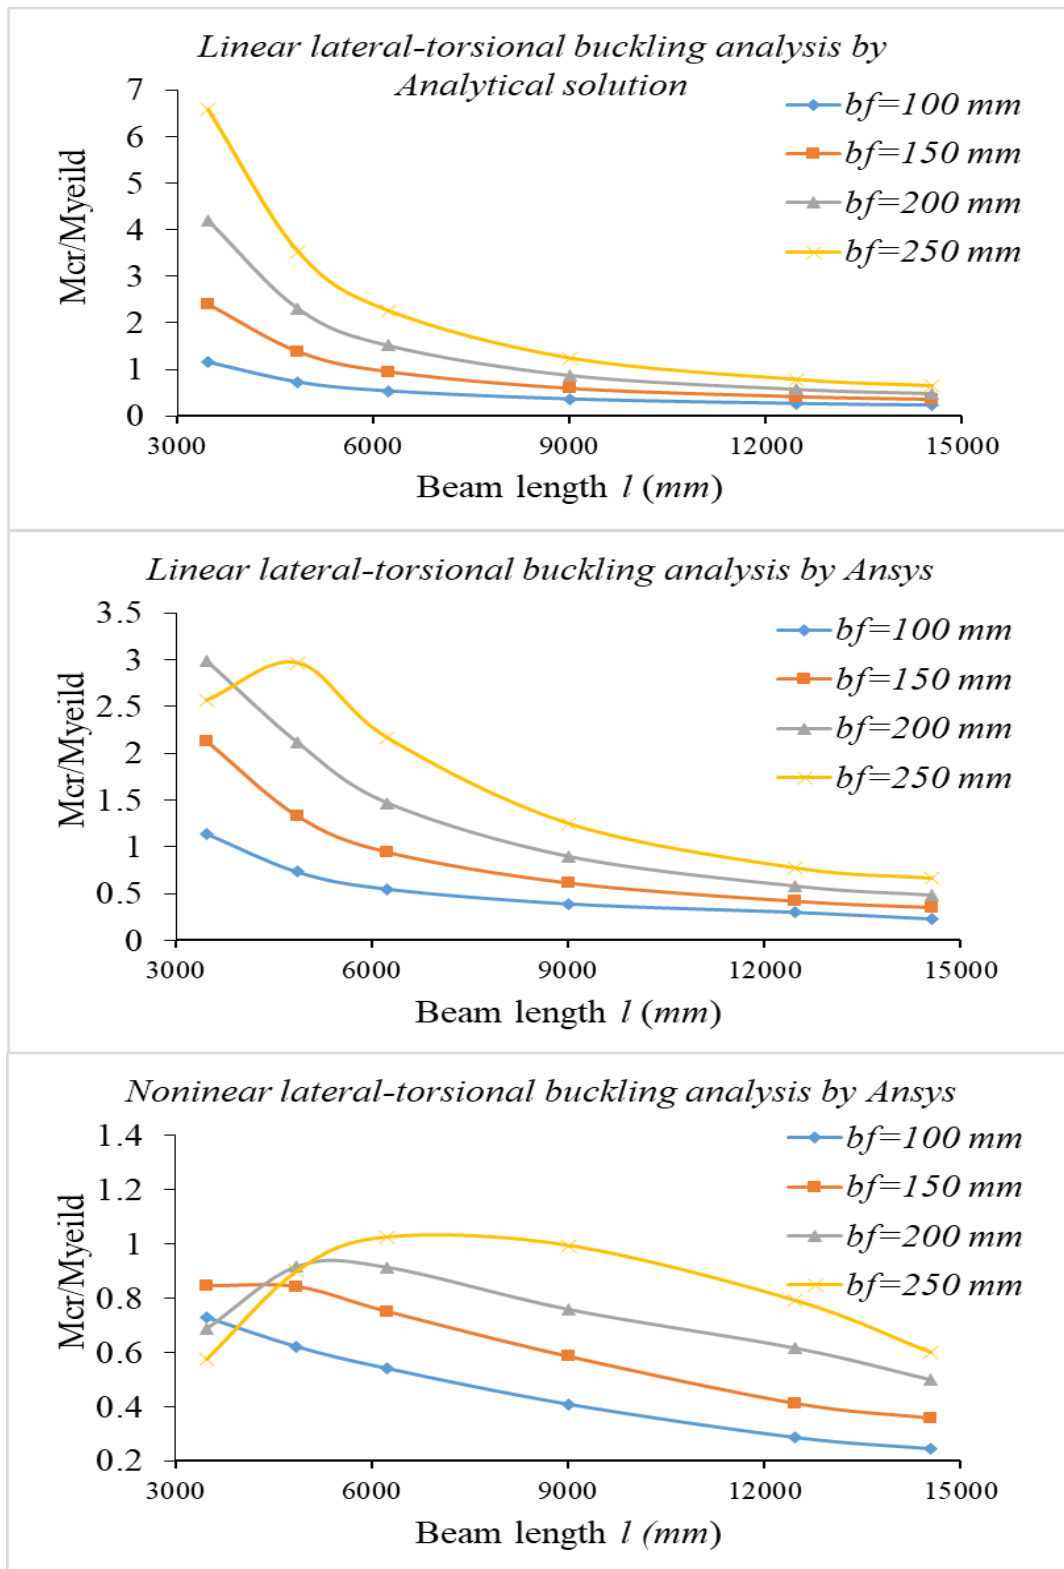 Linear lateral-torsional buckling analysis by
Analytical solution
7
6
5
4
3
2
1
0
Mcr/Myeild
bf=100 mm
bf=150 mm
bf=200 mm
bf=250 mm
3000 6000 9000 12000 15000
Beam length l (mm)
Linear lateral-torsional buckling analysis by Ansys
3.5
3
2.5
2
1.5
1
0.5
0
Mcr/Myeild
bf=100 mm
bf=150 mm
bf=200 mm
bf=250 mm
3000 6000 9000 12000 15000
Beam length l (mm)
Noninear lateral-torsional buckling analysis by Ansys
1.4
1.2
1
0.8
0.6
0.4
0.2
Mcr/Myeild
bf=100 mm
bf=150 mm
bf=200 mm
bf=250 mm
3000 6000 9000 12000 15000
Beam length l (mm)